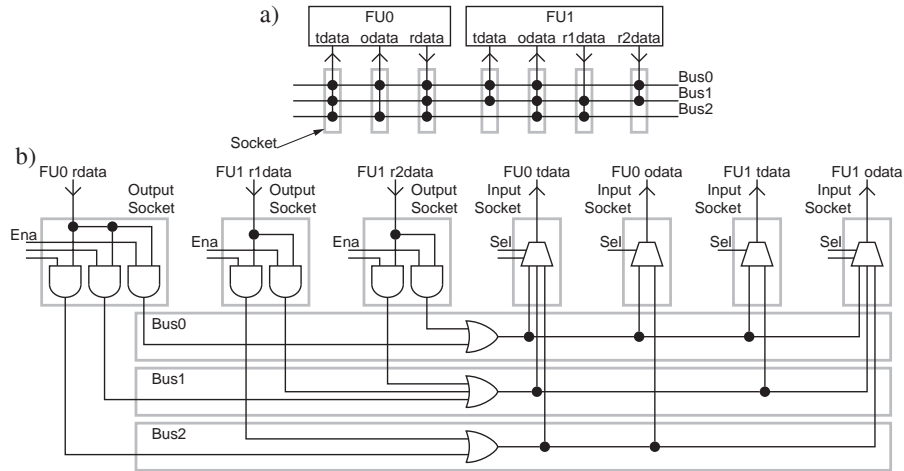 a)
FU0 FU1
tdata odata rdata tdata odata r1data r2data
Bus0
Bus1
Bus2
Socket
b)
FU0 rdata FU1 r1data FU1 r2data FU0 tdata FU0 odata FU1 tdata FU1 odata
Output Socket Output Socket Output Socket Input Socket Input Socket Input Socket Input Socket
Ena Ena Ena Sel Sel Sel Sel
Bus0
Bus1
Bus2